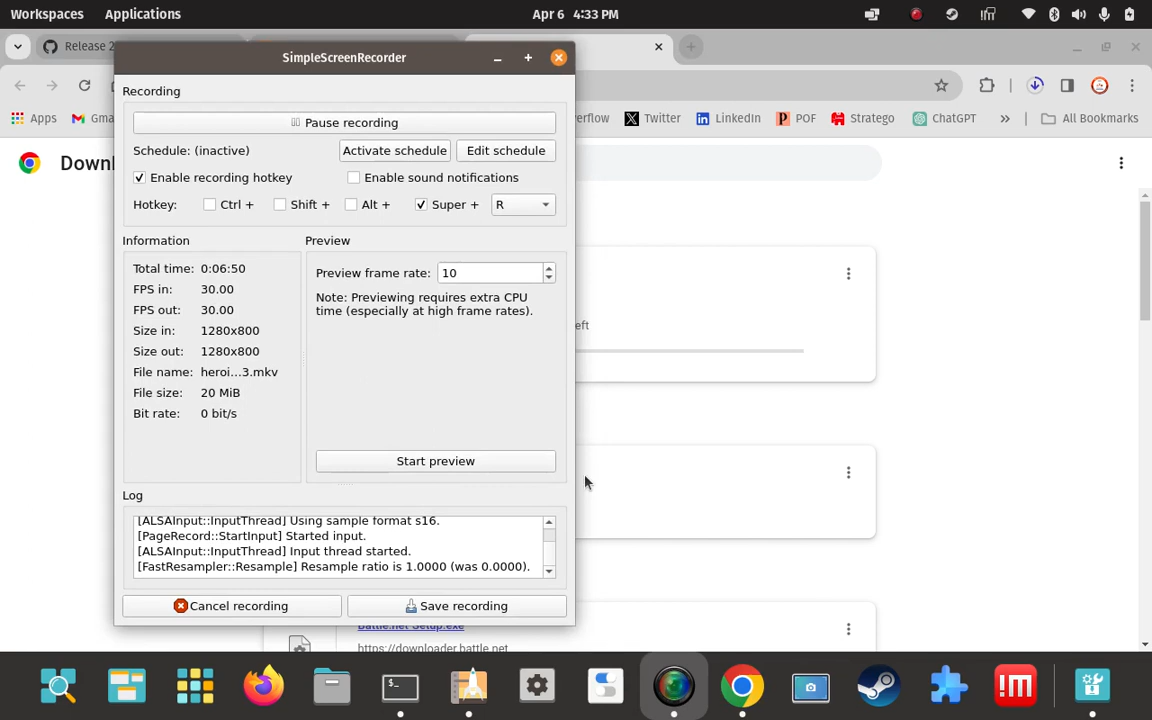 Workspaces Applications Apr 6 4:33 PM
Release 2
SimpleScreenRecorder
Apps Gma
erflow Twitter LinkedIn POF Stratego ChatGPT » All Bookmarks
Downl
Recording
Pause recording
Schedule: (inactive) Activate schedule Edit schedule
Enable recording hotkey Enable sound notifications
Hotkey: Ctrl + Shift + Alt + Super + R
Information Preview
Total time: 0:06:50
FPS in: 30.00
FPS out: 30.00
Size in: 1280x800
Size out: 1280x800
File name: heroi...3.mkv
File size: 20 MiB
Bit rate: 0 bit/s
Preview frame rate: 10
Note: Previewing requires extra CPU
time (especially at high frame rates).
Start preview
eft
Log
[ALSAInput::InputThread] Using sample format s16.
[PageRecord::StartInput] Started input.
[ALSAInput::InputThread] Input thread started.
[FastResampler::Resample] Resample ratio is 1.0000 (was 0.0000).
Cancel recording Save recording
Battle.net-Setup.exe
https://downloader.battle.net